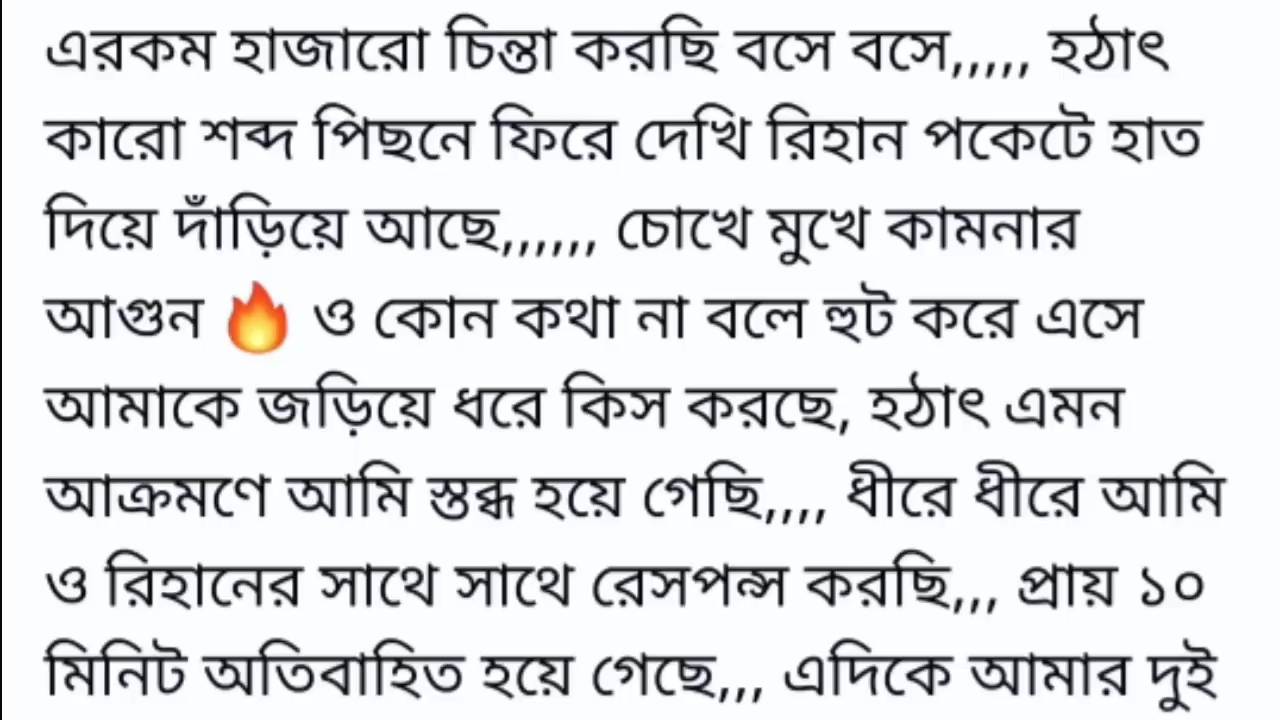 এরকম হাজারো চিন্তা করছি বসে বসে,,,,, হঠাৎ
কারো শব্দ পিছনে ফিরে দেখি রিহান পকেটে হাত
দিয়ে দাঁড়িয়ে আছে,,,,,, চোখে মুখে কামনার
আগুন 🔥 ও কোন কথা না বলে হুট করে এসে
আমাকে জড়িয়ে ধরে কিস করছে, হঠাৎ এমন
আক্রমণে আমি স্তব্ধ হয়ে গেছি,,,, ধীরে ধীরে আমি
ও রিহানের সাথে সাথে রেসপন্স করছি,,, প্রায় ১০
মিনিট অতিবাহিত হয়ে গেছে,,, এদিকে আমার দুই